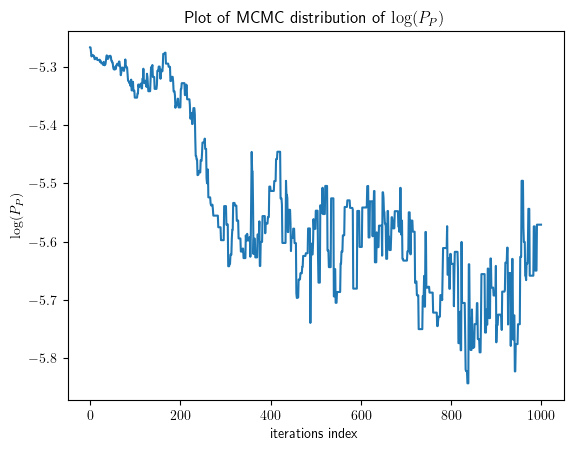 Plot of MCMC distribution of log(P_P)
log(P_P)
−5.3
−5.4
−5.5
−5.6
−5.7
−5.8
0 200 400 600 800 1000
iterations index